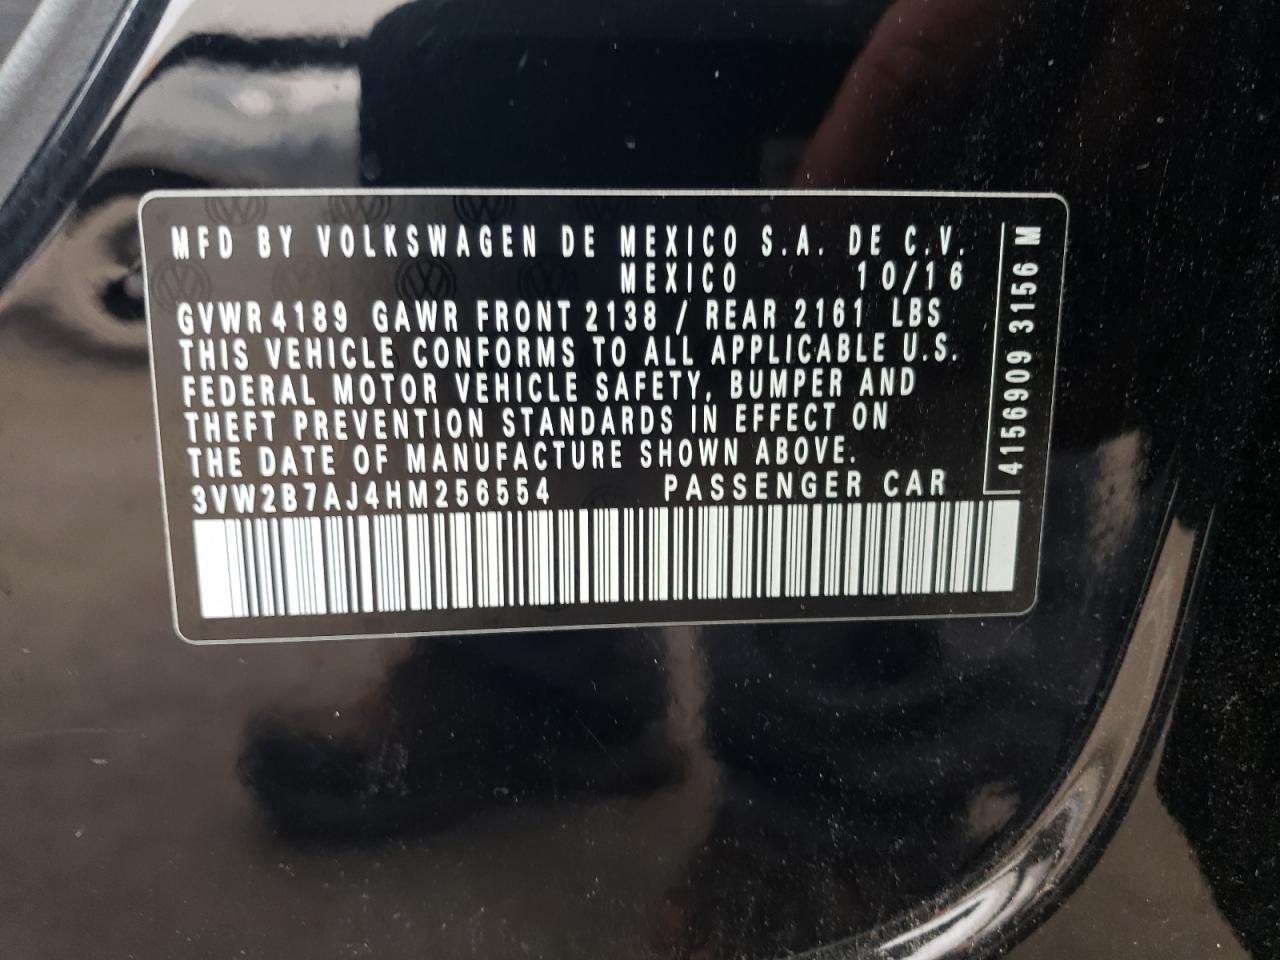 MFD BY VOLKSWAGEN DE MEXICO S.A. DE C.V.
MEXICO 10/16
GVWR 4189 GAWR FRONT 2138 / REAR 2161 LBS
THIS VEHICLE CONFORMS TO ALL APPLICABLE U.S.
FEDERAL MOTOR VEHICLE SAFETY, BUMPER AND
THEFT PREVENTION STANDARDS IN EFFECT ON
THE DATE OF MANUFACTURE SHOWN ABOVE.
3VW2B7AJ4HM256554 PASSENGER CAR
4156909 3156 M